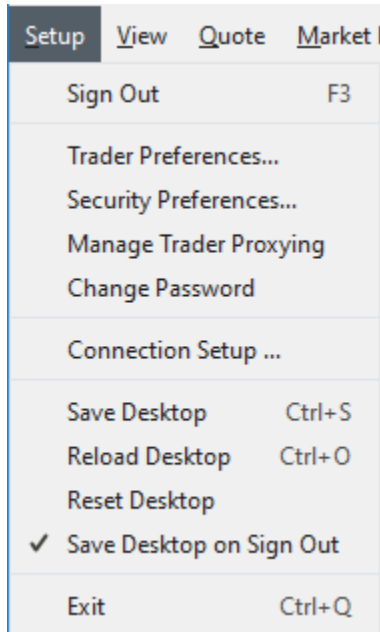 Setup View Quote Market
Sign Out F3
Trader Preferences...
Security Preferences...
Manage Trader Proxying
Change Password
Connection Setup ...
Save Desktop Ctrl+S
Reload Desktop Ctrl+O
Reset Desktop
✓ Save Desktop on Sign Out
Exit Ctrl+Q